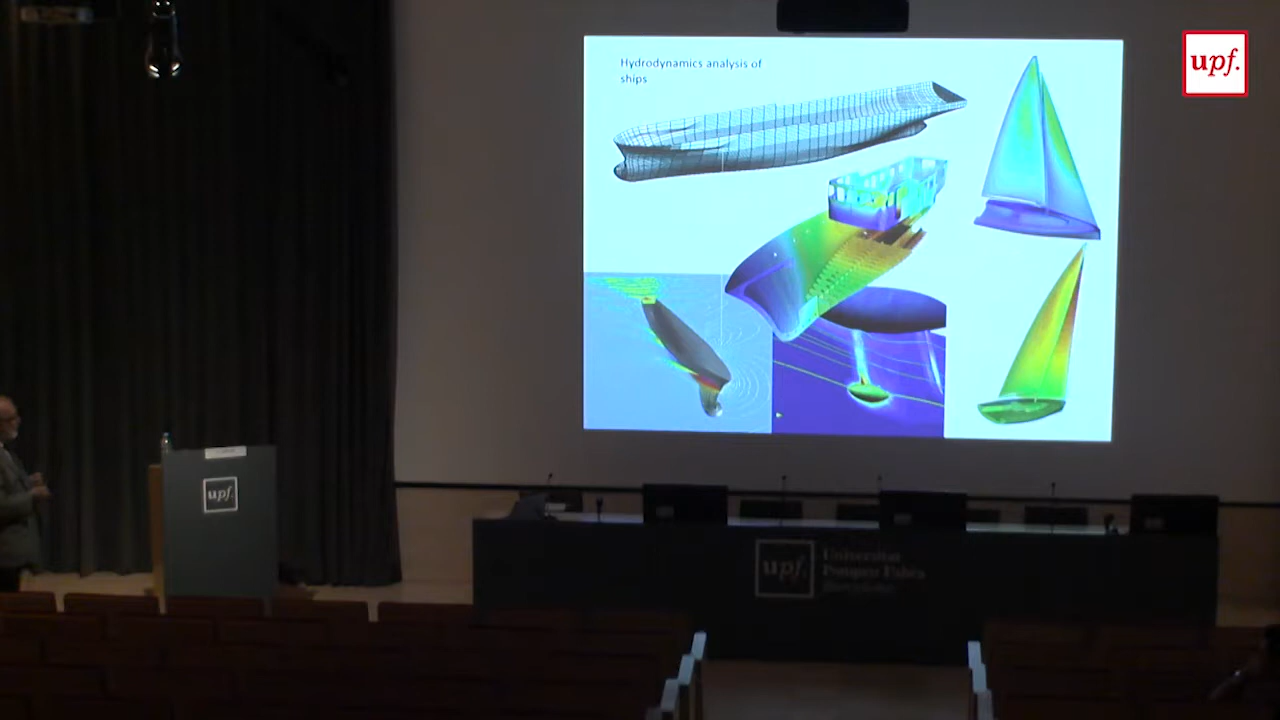 Hydrodynamics analysis of
ships
upf.
upf.
upf.
Universitat
Pompeu Fabra